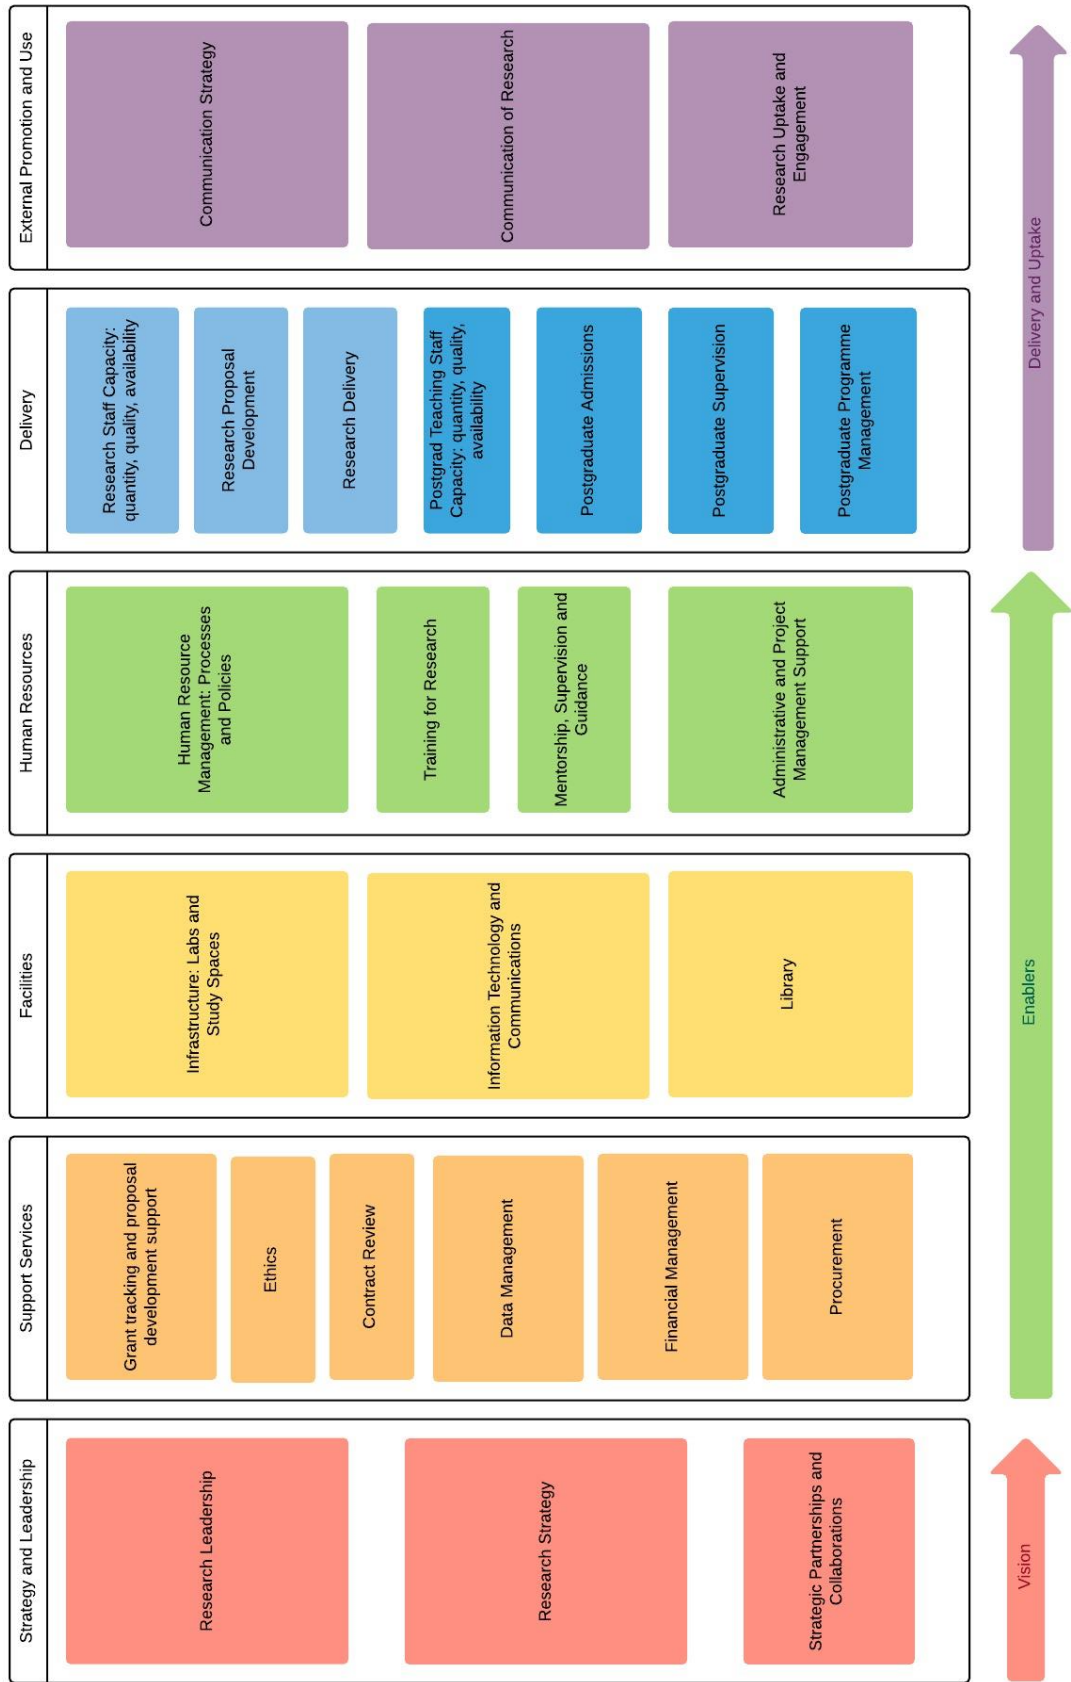 Strategy and Leadership
Research Leadership
Research Strategy
Strategic Partnerships and
Collaborations
Support Services
Grant tracking and proposal
development support
Ethics
Contract Review
Data Management
Financial Management
Procurement
Facilities
Infrastructure: Labs and
Study Spaces
Information Technology and
Communications
Library
Human Resources
Human Resource
Management: Processes
and Policies
Training for Research
Mentorship, Supervision and
Guidance
Administrative and Project
Management Support
Delivery
Research Staff Capacity:
quantity, quality, availability
Research Proposal
Development
Research Delivery
Postgrad Teaching Staff
Capacity: quantity, quality,
availability
Postgraduate Admissions
Postgraduate Supervision
Postgraduate Programme
Management
External Promotion and Use
Communication Strategy
Communication of Research
Research Uptake and
Engagement
Vision
Enablers
Delivery and Uptake